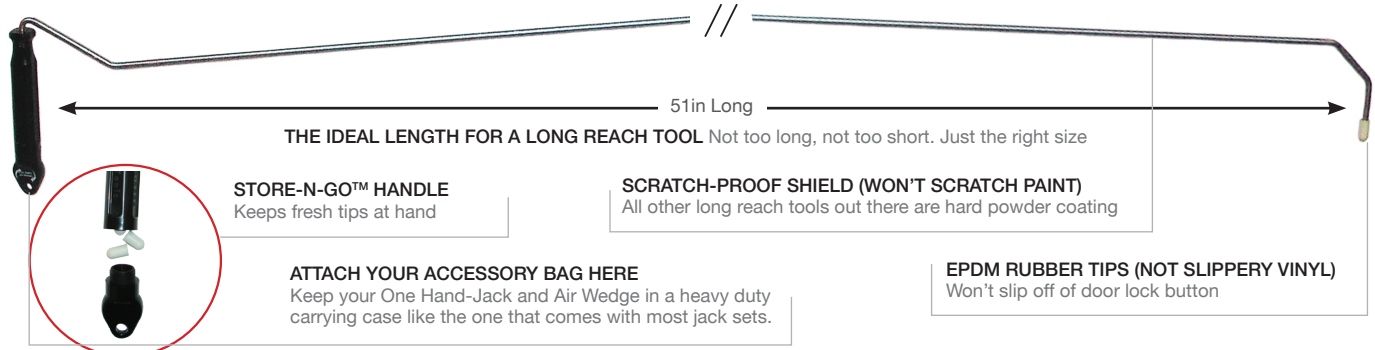 51in Long
THE IDEAL LENGTH FOR A LONG REACH TOOL Not too long, not too short. Just the right size
STORE-N-GO™ HANDLE
Keeps fresh tips at hand
SCRATCH-PROOF SHIELD (WON'T SCRATCH PAINT)
All other long reach tools out there are hard powder coating
ATTACH YOUR ACCESSORY BAG HERE
Keep your One Hand-Jack and Air Wedge in a heavy duty
carrying case like the one that comes with most jack sets.
EPDM RUBBER TIPS (NOT SLIPPERY VINYL)
Won't slip off of door lock button